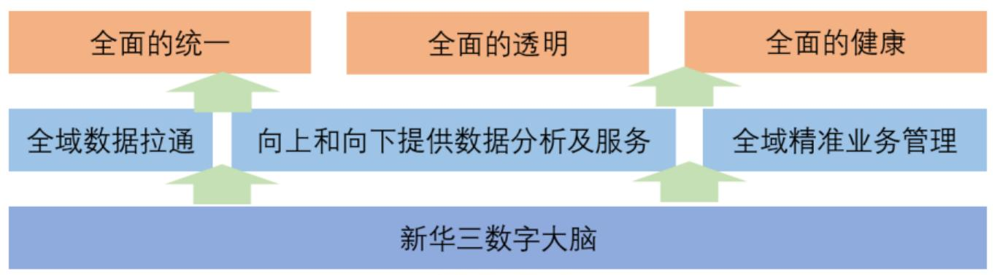 全面的统一
全面的透明
全面的健康
全域数据拉通
向上和向下提供数据分析及服务
全域精准业务管理
新华三数字大脑